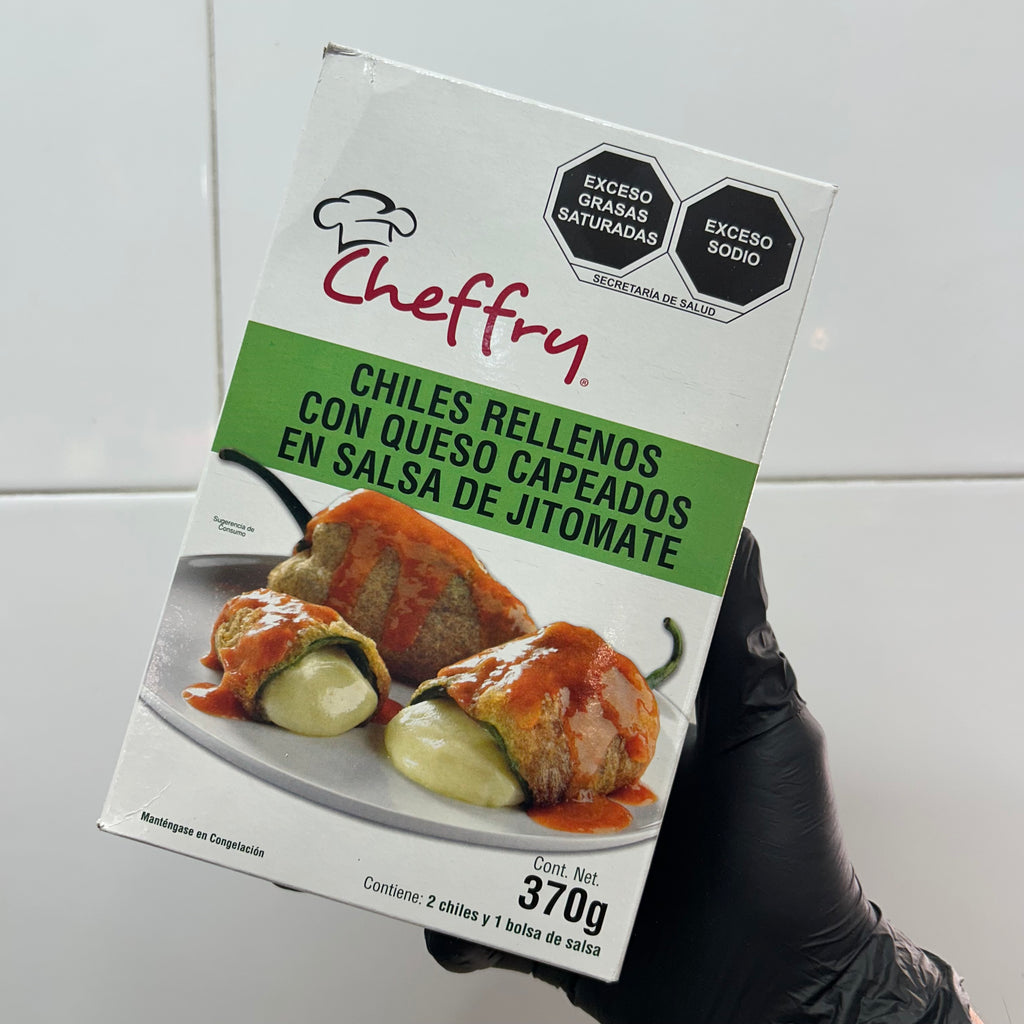 EXCESO
GRASAS
SATURADAS
EXCESO
SODIO
SECRETARÍA DE SALUD
Cheffry®
CHILES RELLENOS
CON QUESO CAPEADOS
EN SALSA DE JITOMATE
Sugerencia de
Consumo
Manténgase en Congelación
Cont. Net.
370g
Contiene: 2 chiles y 1 bolsa de salsa